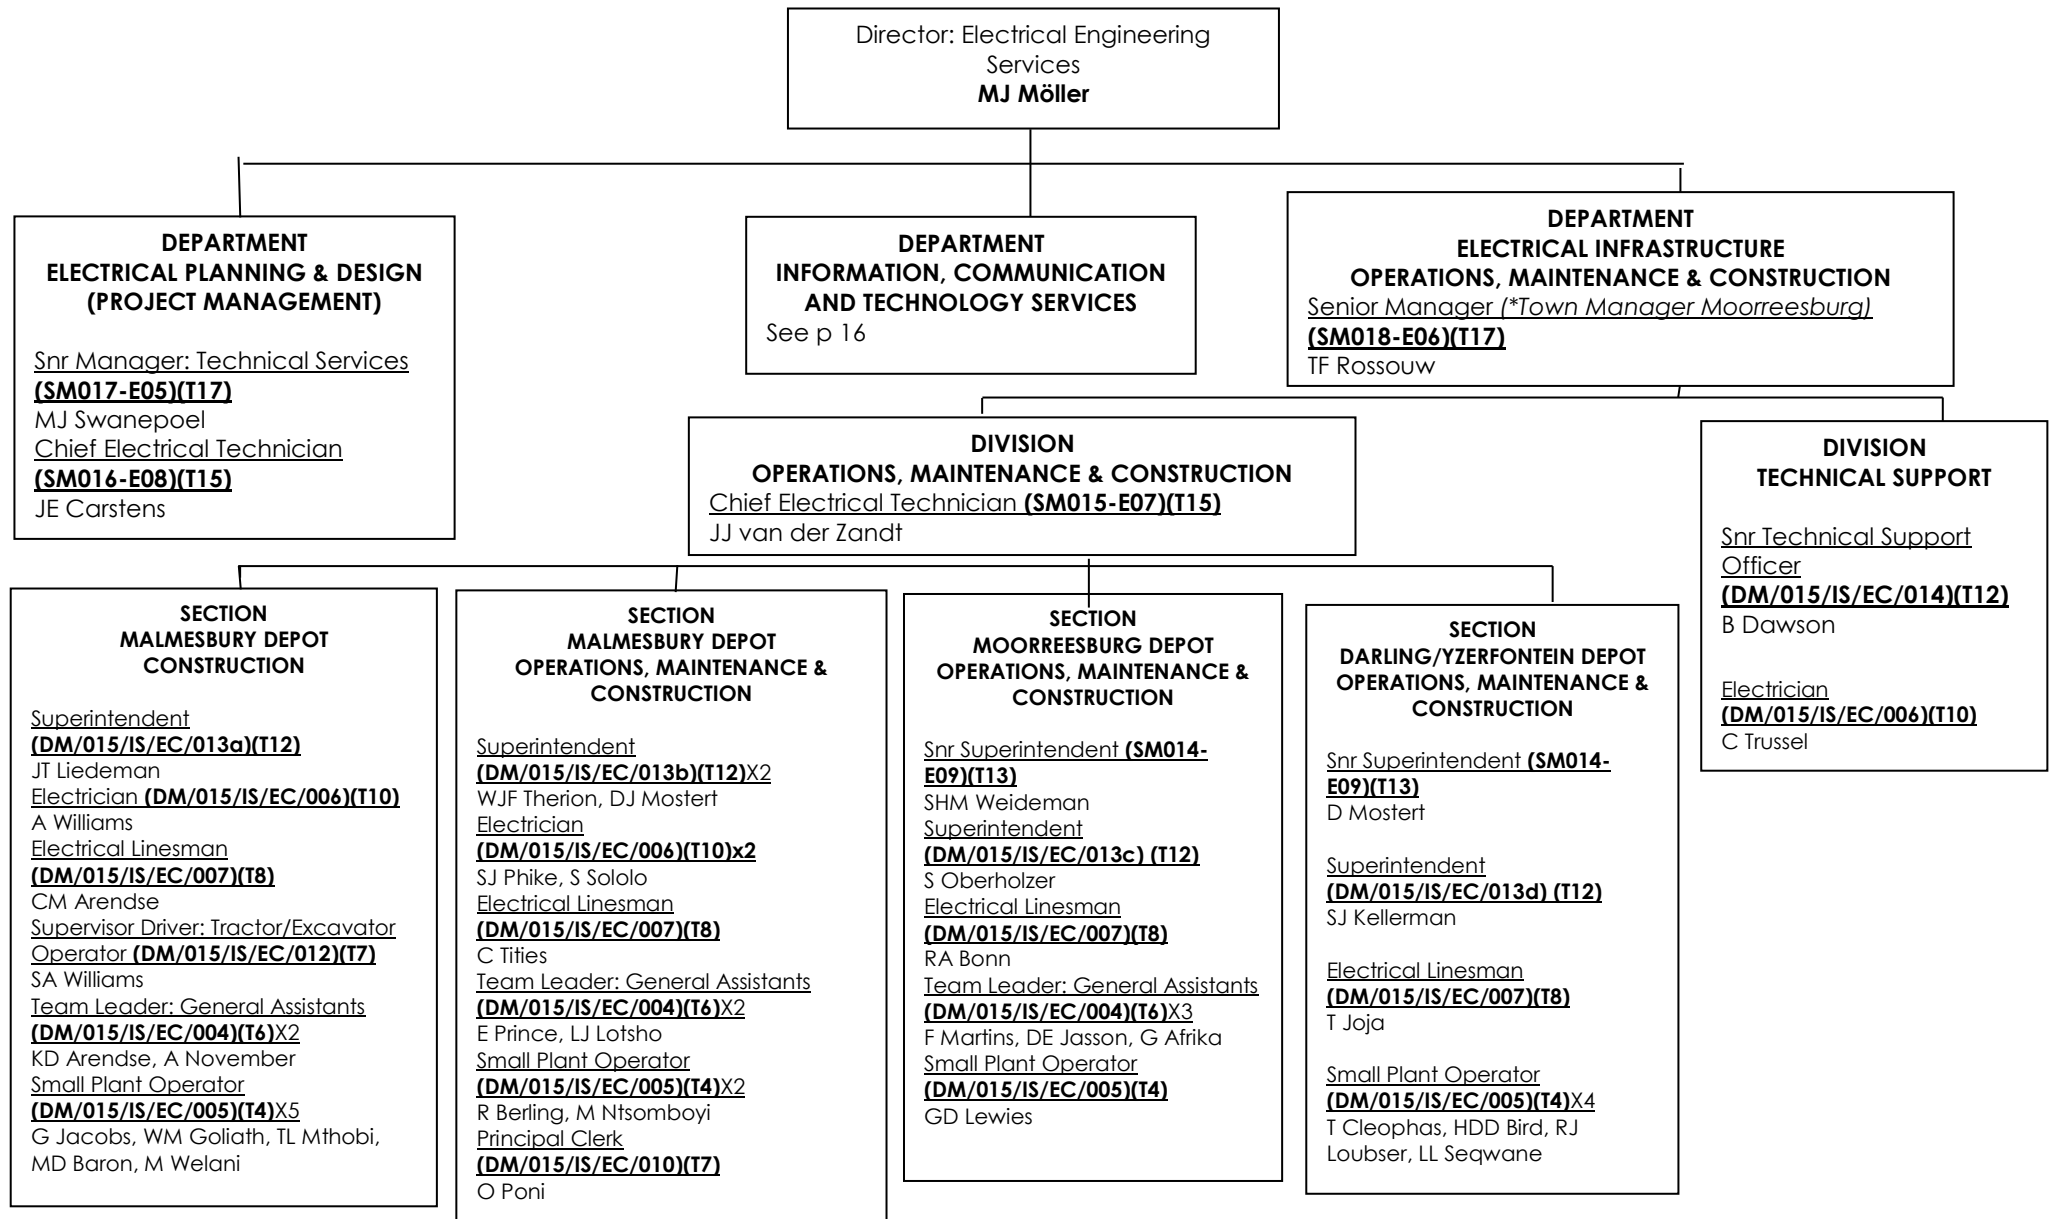 Director: Electrical Engineering
Services
MJ Möller
DEPARTMENT
ELECTRICAL PLANNING & DESIGN
(PROJECT MANAGEMENT)
Snr Manager: Technical Services
(SM017-E05)(T17)
MJ Swanepoel
Chief Electrical Technician
(SM016-E08)(T15)
JE Carstens
DEPARTMENT
INFORMATION, COMMUNICATION
AND TECHNOLOGY SERVICES
See p 16
DEPARTMENT
ELECTRICAL INFRASTRUCTURE
OPERATIONS, MAINTENANCE & CONSTRUCTION
Senior Manager (*Town Manager Moorreesburg)
(SM018-E06)(T17)
TF Rossouw
DIVISION
OPERATIONS, MAINTENANCE & CONSTRUCTION
Chief Electrical Technician (SM015-E07)(T15)
JJ van der Zandt
DIVISION
TECHNICAL SUPPORT
Snr Technical Support
Officer
(DM/015/IS/EC/014)(T12)
B Dawson
Electrician
(DM/015/IS/EC/006)(T10)
C Trussel
SECTION
MALMESBURY DEPOT
CONSTRUCTION
Superintendent
(DM/015/IS/EC/013a)(T12)
JT Liedeman
Electrician (DM/015/IS/EC/006)(T10)
A Williams
Electrical Linesman
(DM/015/IS/EC/007)(T8)
CM Arendse
Supervisor Driver: Tractor/Excavator
Operator (DM/015/IS/EC/012)(T7)
SA Williams
Team Leader: General Assistants
(DM/015/IS/EC/004)(T6)X2
KD Arendse, A November
Small Plant Operator
(DM/015/IS/EC/005)(T4)X5
G Jacobs, WM Goliath, TL Mthobi,
MD Baron, M Welani
SECTION
MALMESBURY DEPOT
OPERATIONS, MAINTENANCE &
CONSTRUCTION
Superintendent
(DM/015/IS/EC/013b)(T12)X2
WJF Therion, DJ Mostert
Electrician
(DM/015/IS/EC/006)(T10)x2
SJ Phike, S Sololo
Electrical Linesman
(DM/015/IS/EC/007)(T8)
C Tities
Team Leader: General Assistants
(DM/015/IS/EC/004)(T6)X2
E Prince, LJ Lotsho
Small Plant Operator
(DM/015/IS/EC/005)(T4)X2
R Berling, M Ntsomboyi
Principal Clerk
(DM/015/IS/EC/010)(T7)
O Poni
SECTION
MOORREESBURG DEPOT
OPERATIONS, MAINTENANCE &
CONSTRUCTION
Snr Superintendent (SM014-
E09)(T13)
SHM Weideman
Superintendent
(DM/015/IS/EC/013c) (T12)
S Oberholzer
Electrical Linesman
(DM/015/IS/EC/007)(T8)
RA Bonn
Team Leader: General Assistants
(DM/015/IS/EC/004)(T6)X3
F Martins, DE Jasson, G Afrika
Small Plant Operator
(DM/015/IS/EC/005)(T4)
GD Lewies
SECTION
DARLING/YZERFONTEIN DEPOT
OPERATIONS, MAINTENANCE &
CONSTRUCTION
Snr Superintendent (SM014-
E09)(T13)
D Mostert
Superintendent
(DM/015/IS/EC/013d) (T12)
SJ Kellerman
Electrical Linesman
(DM/015/IS/EC/007)(T8)
T Joja
Small Plant Operator
(DM/015/IS/EC/005)(T4)X4
T Cleophas, HDD Bird, RJ
Loubser, LL Seqwane